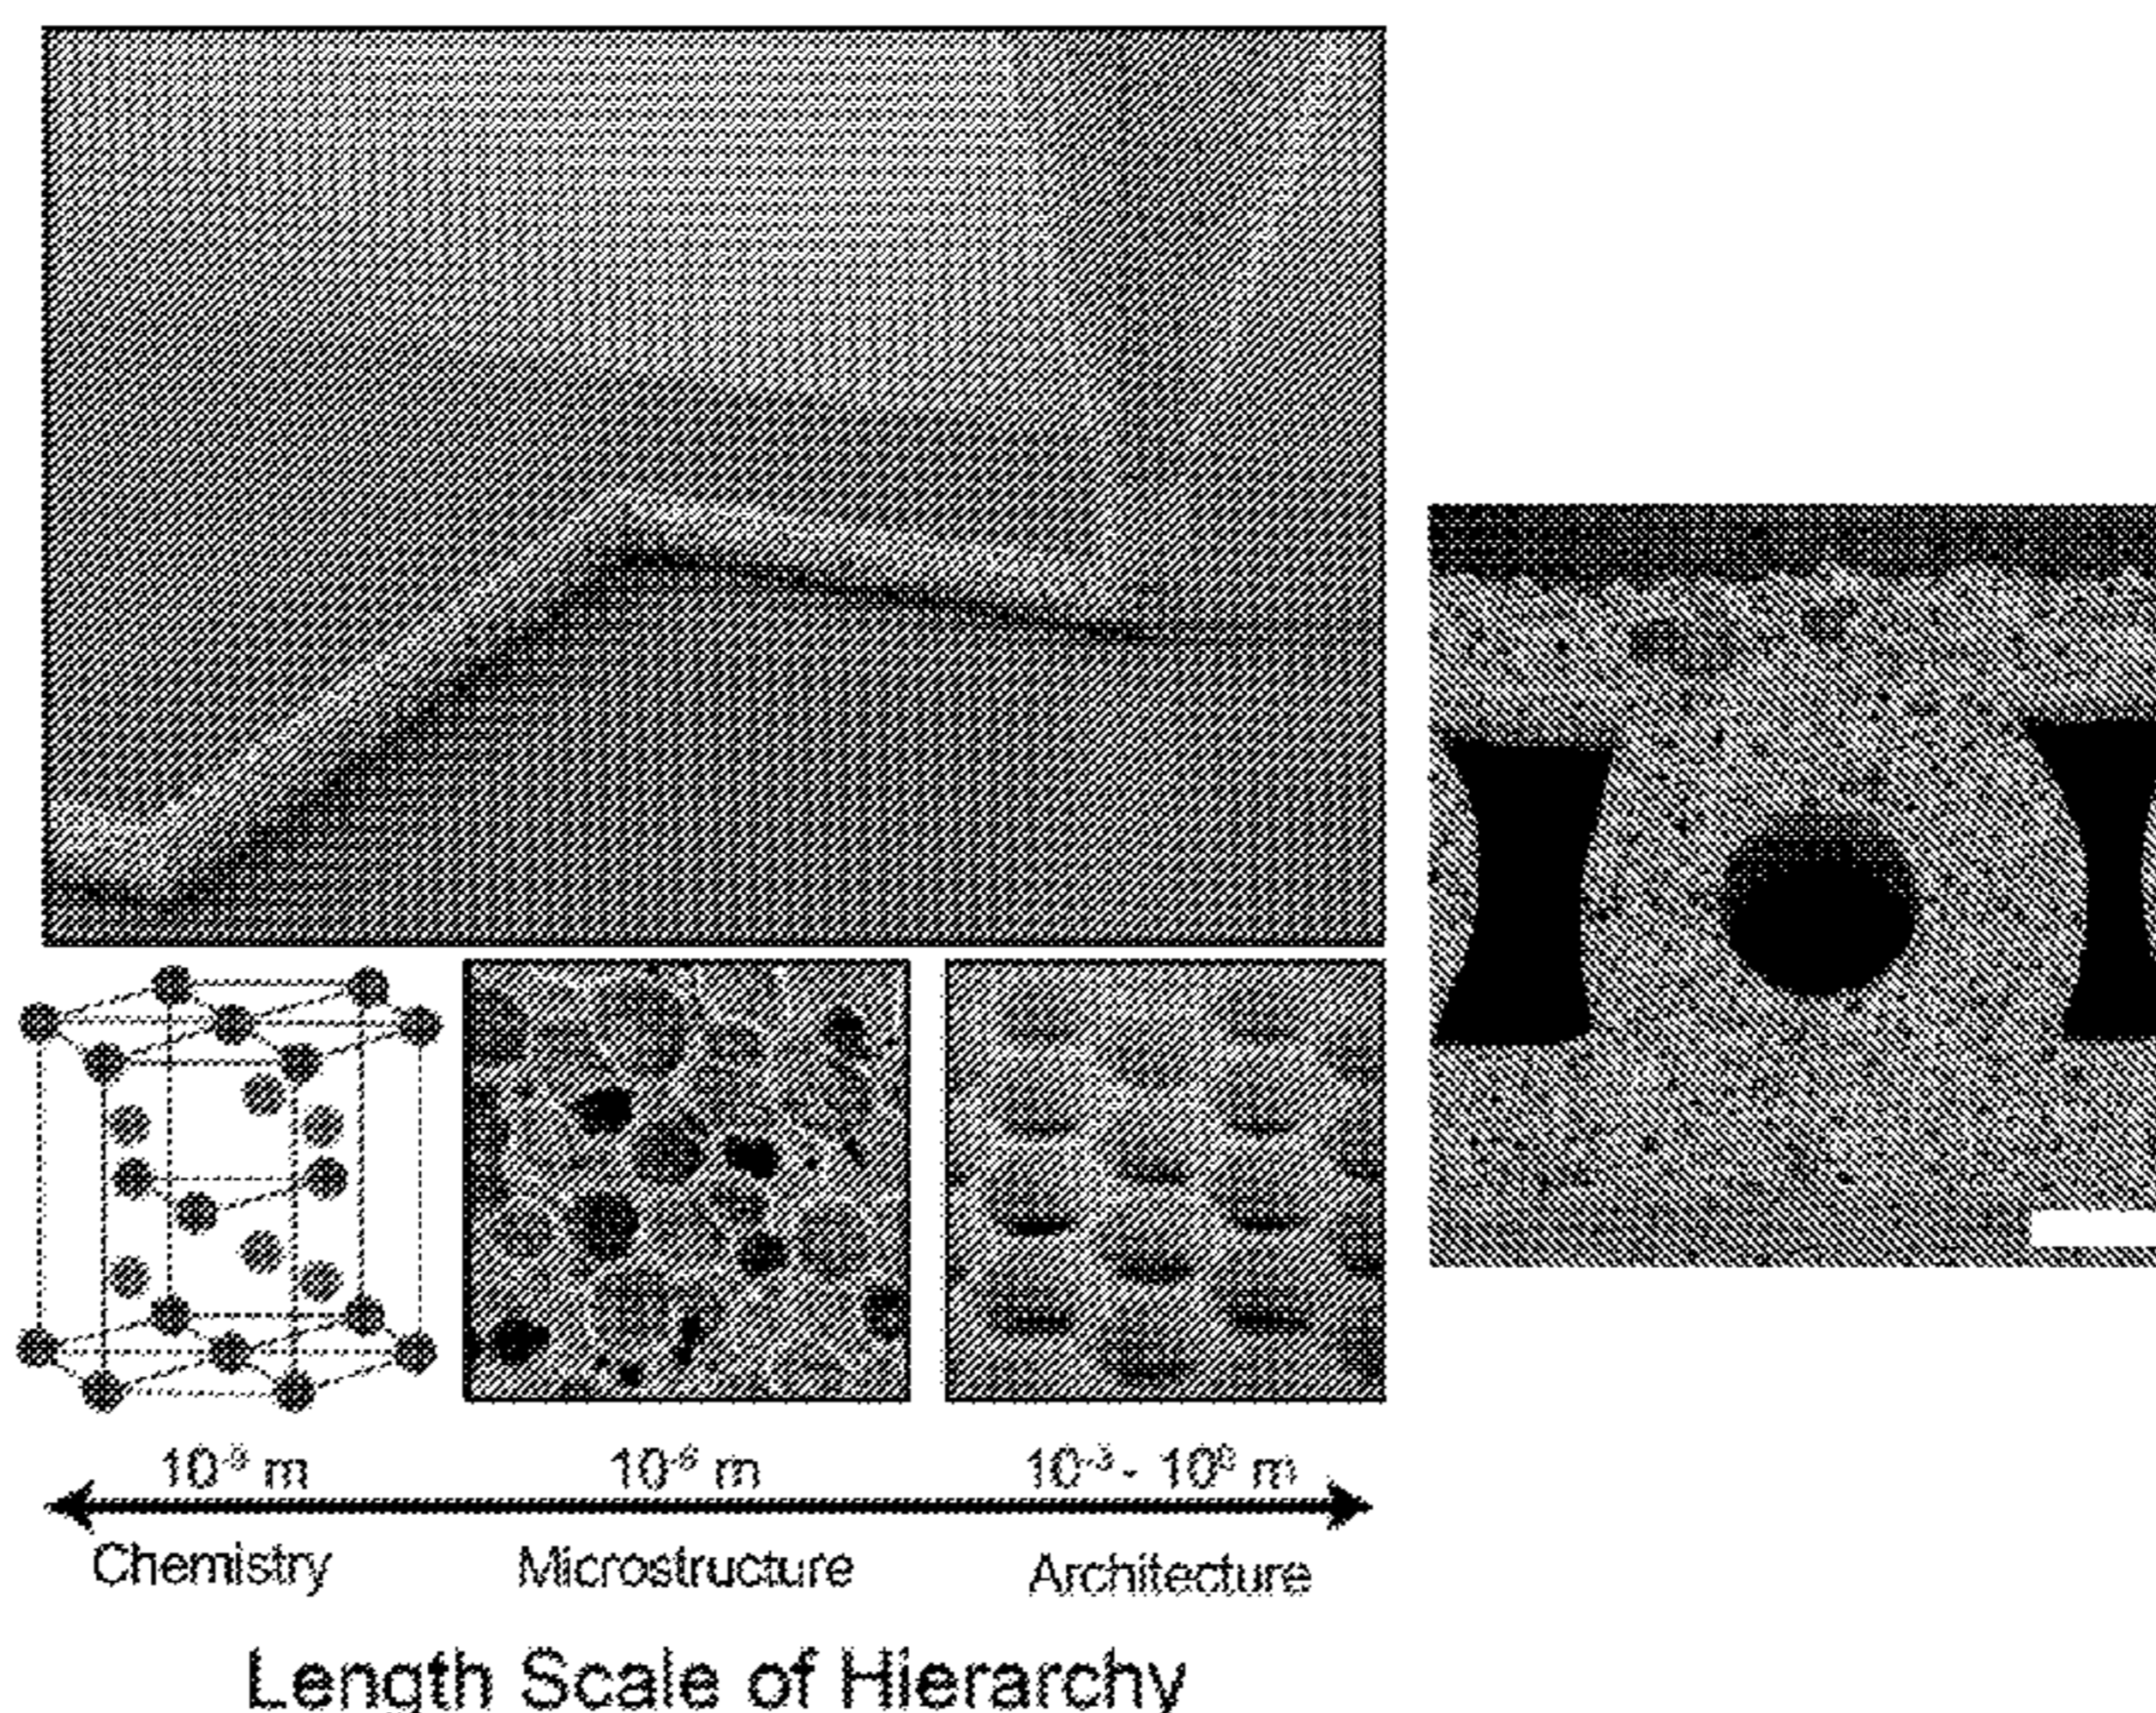 10⁻⁹ m 10⁻⁶ m 10⁻³ - 10⁰ m
Chemistry Microstructure Architecture
Length Scale of Hierarchy